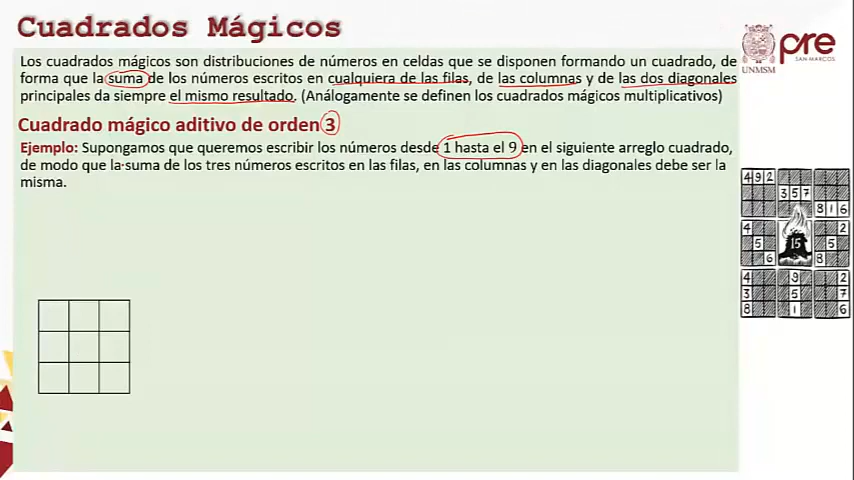 Cuadrados Mágicos
Los cuadrados mágicos son distribuciones de números en celdas que se disponen formando un cuadrado, de
forma que la suma de los números escritos en cualquiera de las filas, de las columnas y de las dos diagonales
principales da siempre el mismo resultado. (Análogamente se definen los cuadrados mágicos multiplicativos)
Cuadrado mágico aditivo de orden 3
Ejemplo: Supongamos que queremos escribir los números desde 1 hasta el 9 en el siguiente arreglo cuadrado,
de modo que la suma de los tres números escritos en las filas, en las columnas y en las diagonales debe ser la
misma.
UNMSM
pre
SAN MARCOS
4 9 2
3 5 7
8 1 6
4 2
5 15 5
6 8
4 9 2
3 5 7
8 1 6